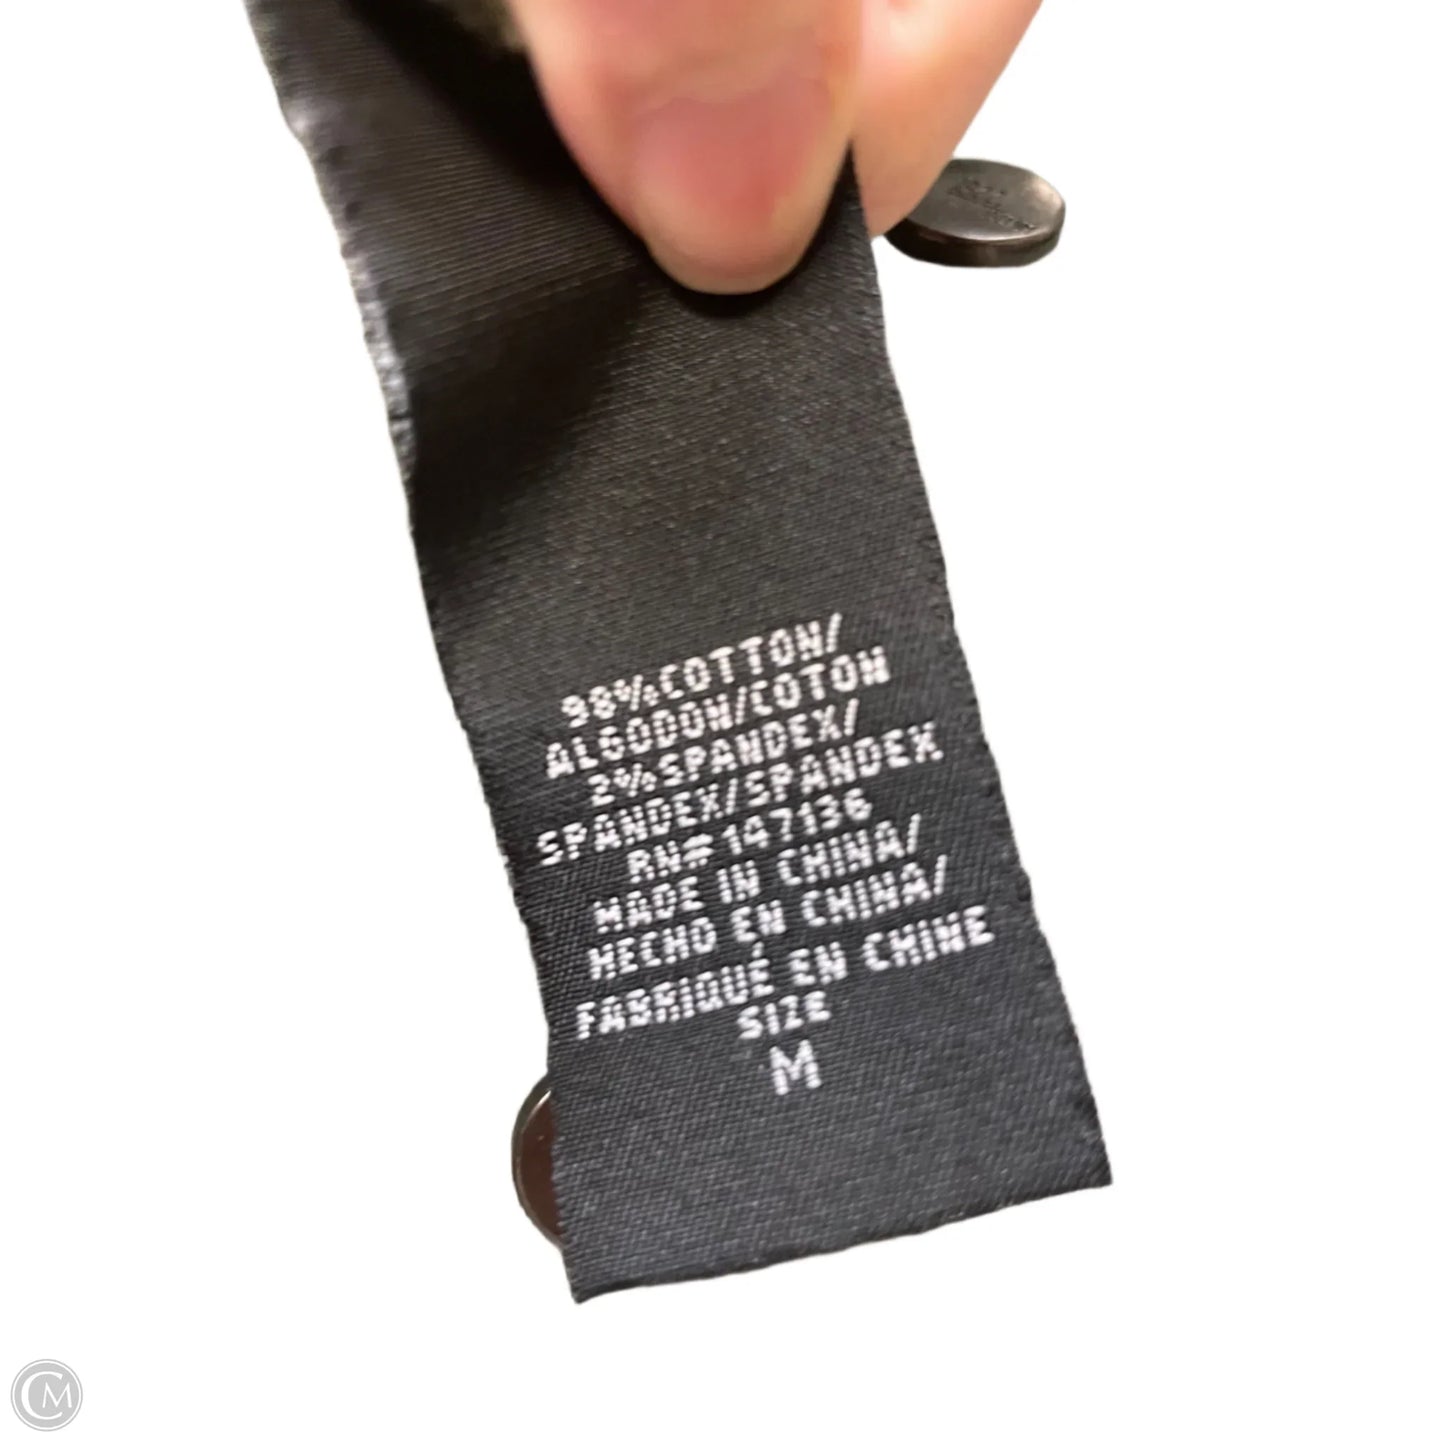 98%COTTON/
ALGODON/COTON
2%SPANDEX/
SPANDEX/SPANDEX
RN#147136
MADE IN CHINA/
HECHO EN CHINA/
FABRIQUÉ EN CHINE
SIZE
M
CM